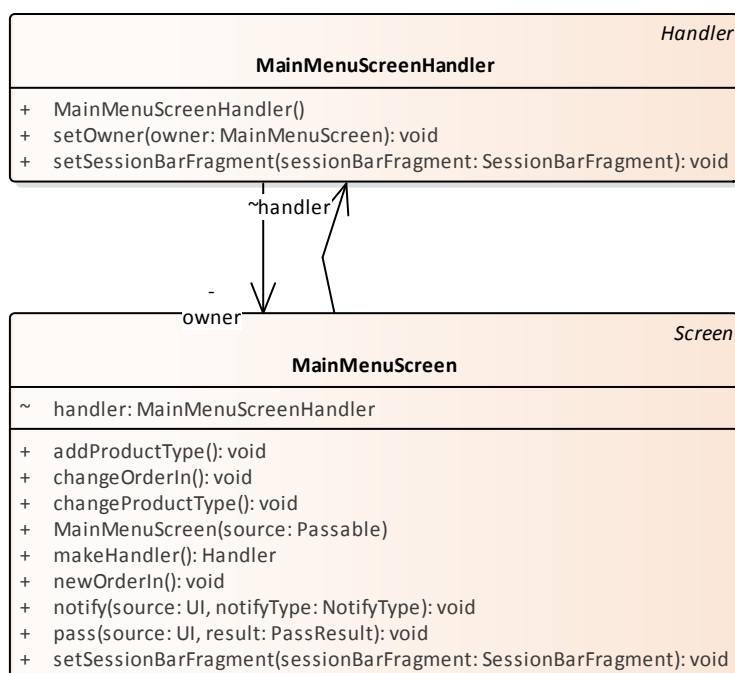 Handler
MainMenuScreenHandler
+ MainMenuScreenHandler()
+ setOwner(owner: MainMenuScreen): void
+ setSessionBarFragment(sessionBarFragment: SessionBarFragment): void
~handler
-
owner
Screen
MainMenuScreen
~ handler: MainMenuScreenHandler
+ addProductType(): void
+ changeOrderIn(): void
+ changeProductType(): void
+ MainMenuScreen(source: Passable)
+ makeHandler(): Handler
+ newOrderIn(): void
+ notify(source: UI, notifyType: NotifyType): void
+ pass(source: UI, result: PassResult): void
+ setSessionBarFragment(sessionBarFragment: SessionBarFragment): void